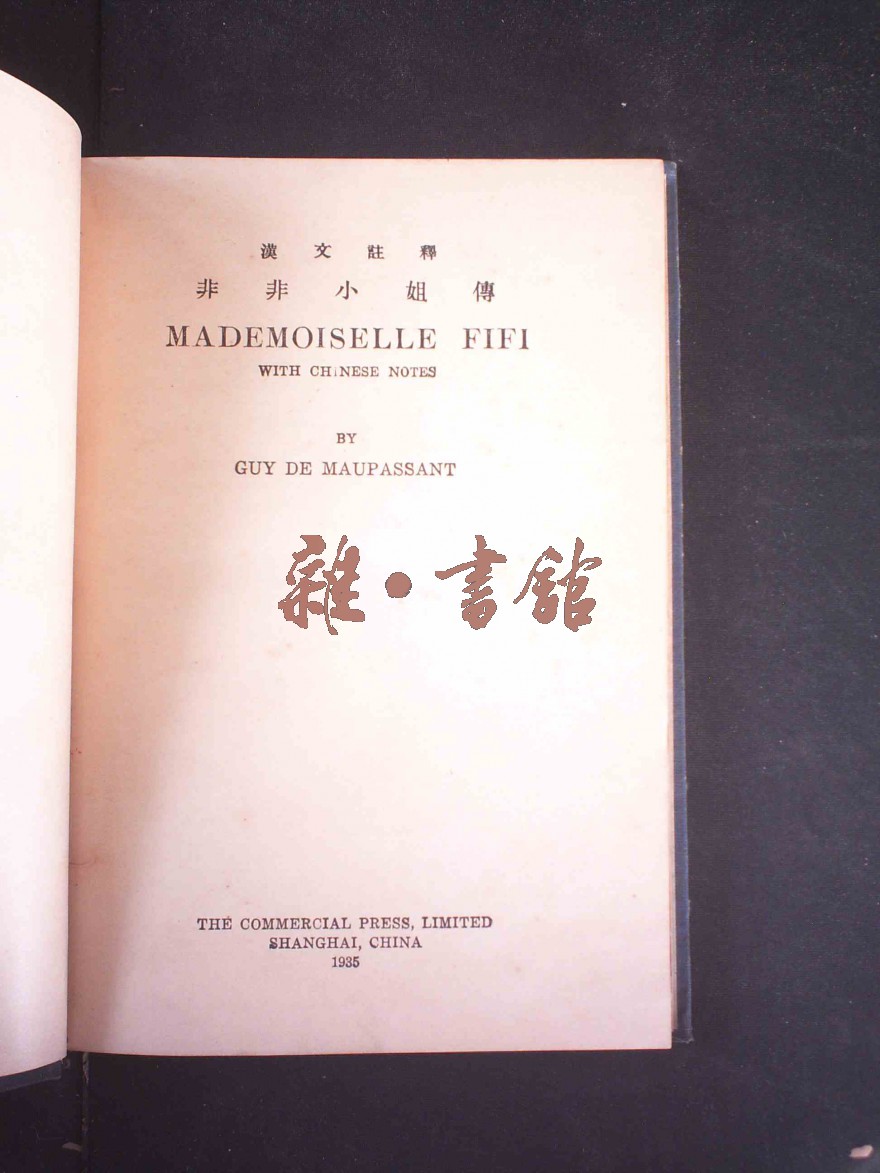 漢文註釋
非非小姐傳
MADEMOISELLE FIFI
WITH CHINESE NOTES
BY
GUY DE MAUPASSANT
雜·書館
THE COMMERCIAL PRESS, LIMITED
SHANGHAI, CHINA
1935